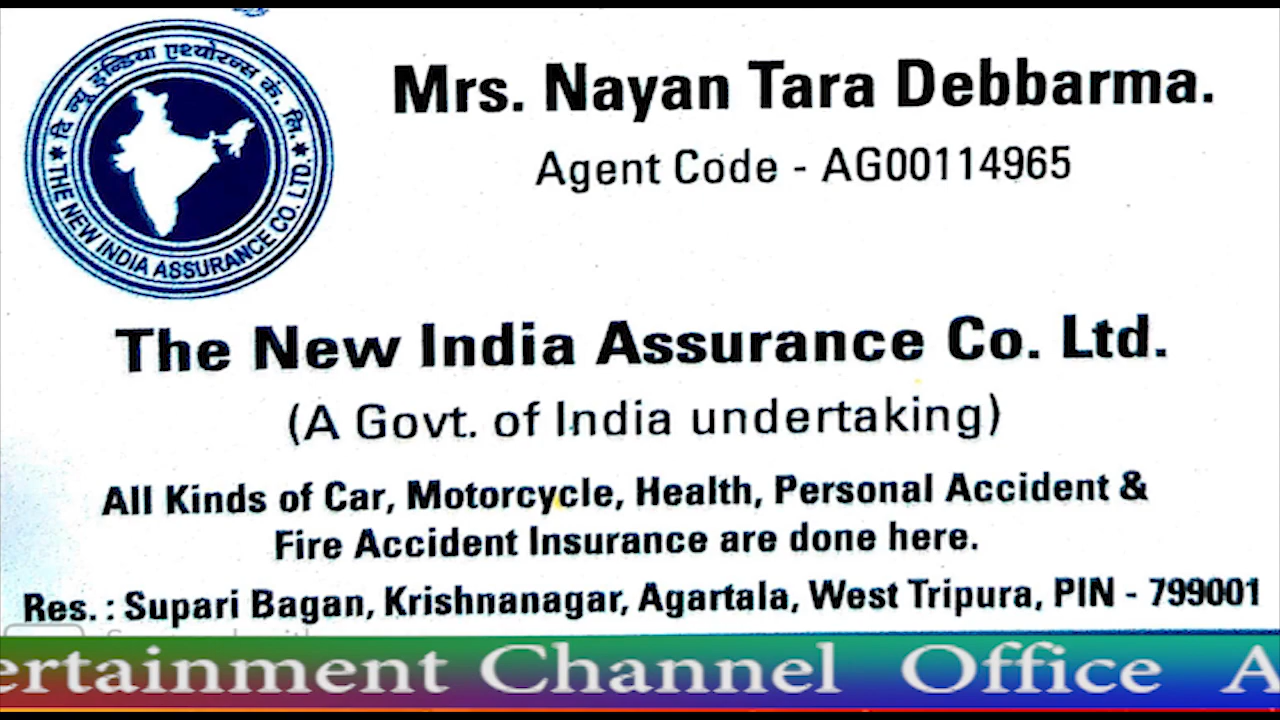 दि न्यू इंडिया एश्योरन्स कं. लि.
THE NEW INDIA ASSURANCE CO. LTD.
Mrs. Nayan Tara Debbarma.
Agent Code - AG00114965
The New India Assurance Co. Ltd.
(A Govt. of India undertaking)
All Kinds of Car, Motorcycle, Health, Personal Accident &
Fire Accident Insurance are done here.
Res. : Supari Bagan, Krishnanagar, Agartala, West Tripura, PIN - 799001
ertainment Channel Office A